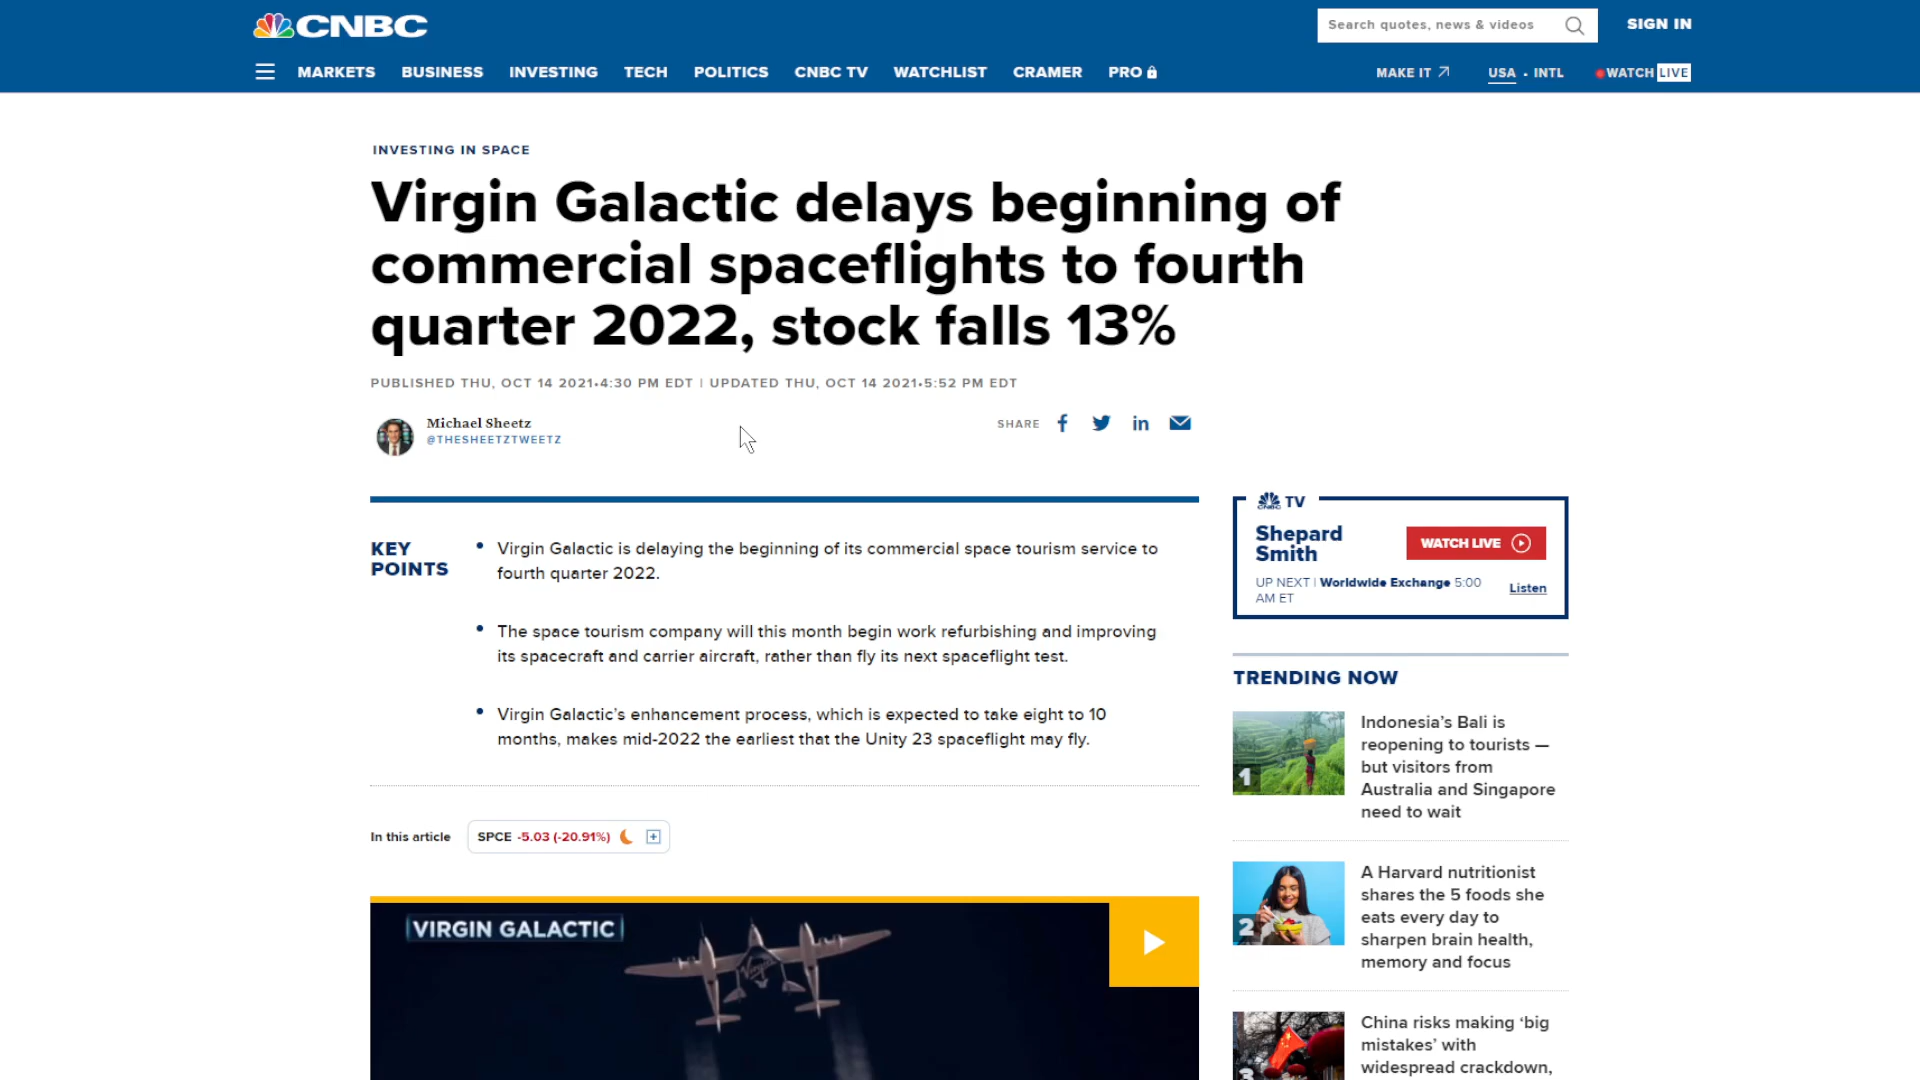 CNBC
Search quotes, news & videos
SIGN IN
MARKETS BUSINESS INVESTING TECH POLITICS CNBC TV WATCHLIST CRAMER PRO
MAKE IT USA • INTL WATCH LIVE
INVESTING IN SPACE
Virgin Galactic delays beginning of
commercial spaceflights to fourth
quarter 2022, stock falls 13%
PUBLISHED THU, OCT 14 2021•4:30 PM EDT | UPDATED THU, OCT 14 2021•5:52 PM EDT
Michael Sheetz
@THESHEETZTWEETZ
SHARE
KEY
POINTS
• Virgin Galactic is delaying the beginning of its commercial space tourism service to
fourth quarter 2022.
• The space tourism company will this month begin work refurbishing and improving
its spacecraft and carrier aircraft, rather than fly its next spaceflight test.
• Virgin Galactic’s enhancement process, which is expected to take eight to 10
months, makes mid-2022 the earliest that the Unity 23 spaceflight may fly.
In this article SPCE -5.03 (-20.91%)
VIRGIN GALACTIC
Virgin
CNBC TV
Shepard
Smith
WATCH LIVE
UP NEXT | Worldwide Exchange 5:00
AM ET
Listen
TRENDING NOW
1
Indonesia’s Bali is
reopening to tourists —
but visitors from
Australia and Singapore
need to wait
2
A Harvard nutritionist
shares the 5 foods she
eats every day to
sharpen brain health,
memory and focus
3
China risks making ‘big
mistakes’ with
widespread crackdown,